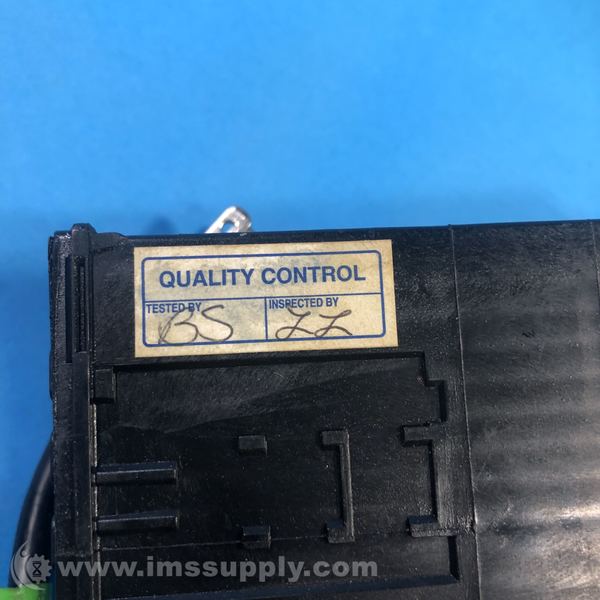 QUALITY CONTROL
TESTED BY INSPECTED BY
BS ZZ
www.imssupply.com